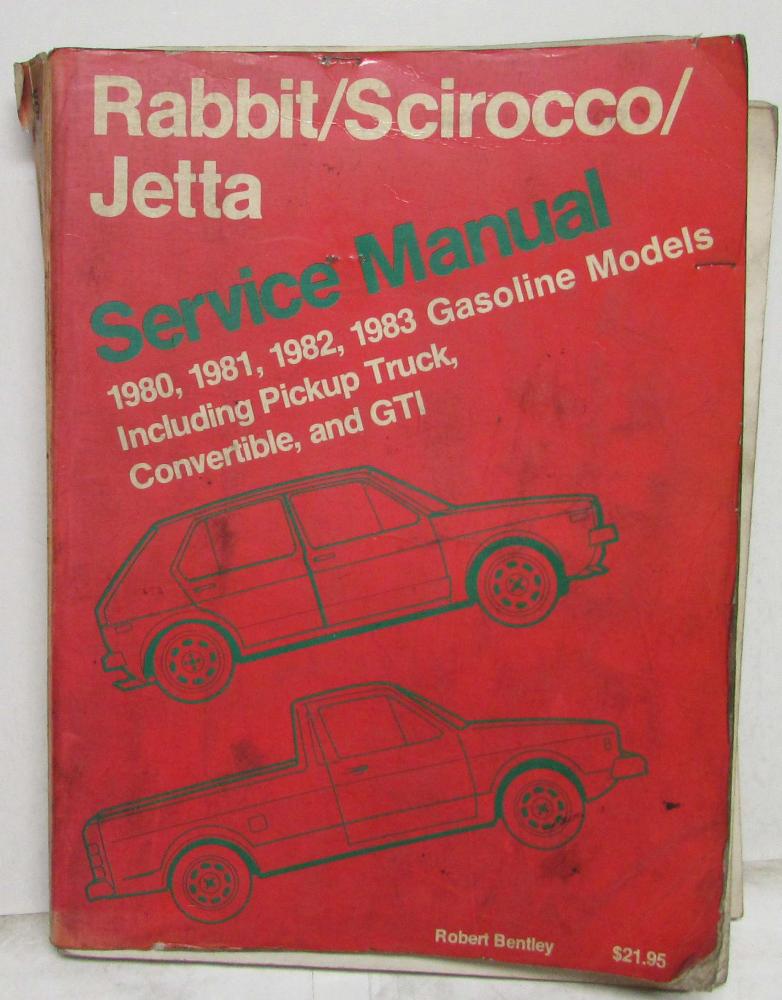 Rabbit/Scirocco/
Jetta
Service Manual
1980, 1981, 1982, 1983 Gasoline Models
Including Pickup Truck,
Convertible, and GTI
Robert Bentley
$21.95